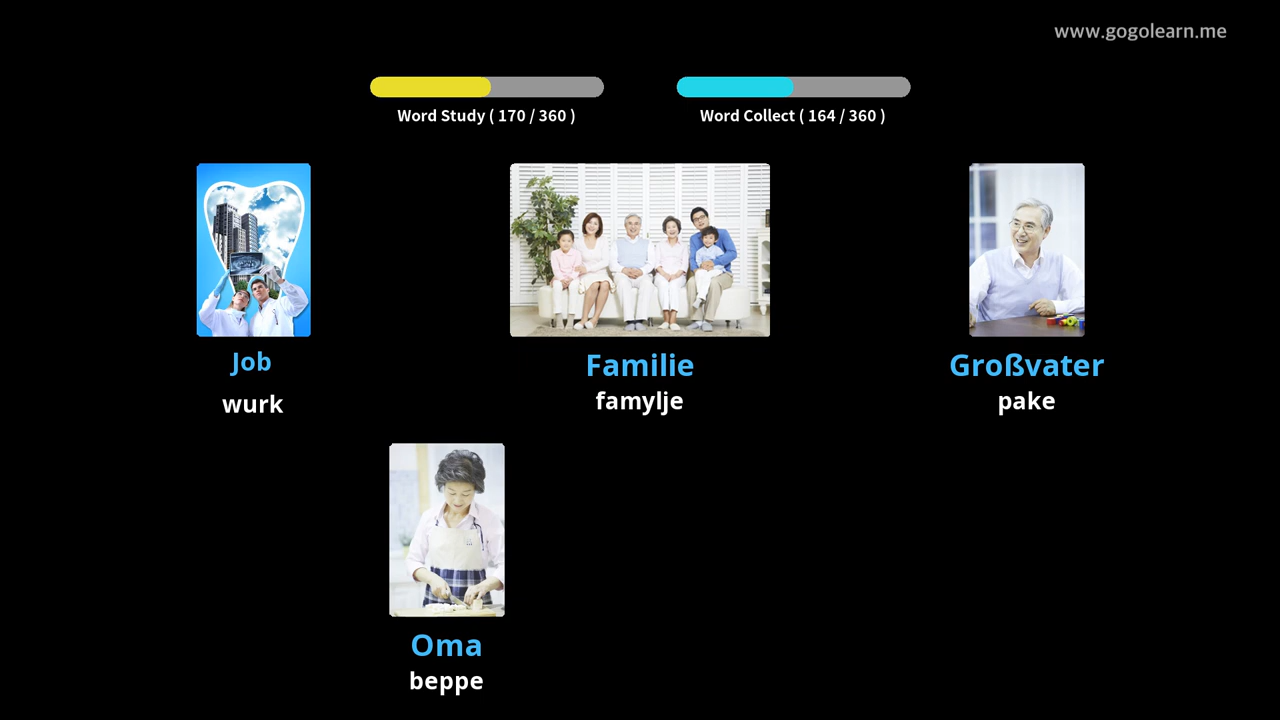 www.gogolearn.me
Word Study ( 170 / 360 )
Word Collect ( 164 / 360 )
Job
wurk
Familie
famylje
Großvater
pake
Oma
beppe